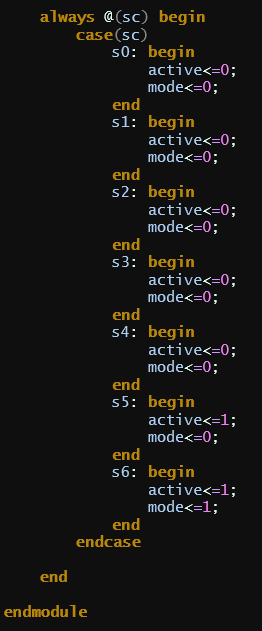 always @(sc) begin
case(sc)
s0: begin
active<=0;
mode<=0;
end
s1: begin
active<=0;
mode<=0;
end
s2: begin
active<=0;
mode<=0;
end
s3: begin
active<=0;
mode<=0;
end
s4: begin
active<=0;
mode<=0;
end
s5: begin
active<=1;
mode<=0;
end
s6: begin
active<=1;
mode<=1;
end
endcase
end
endmodule